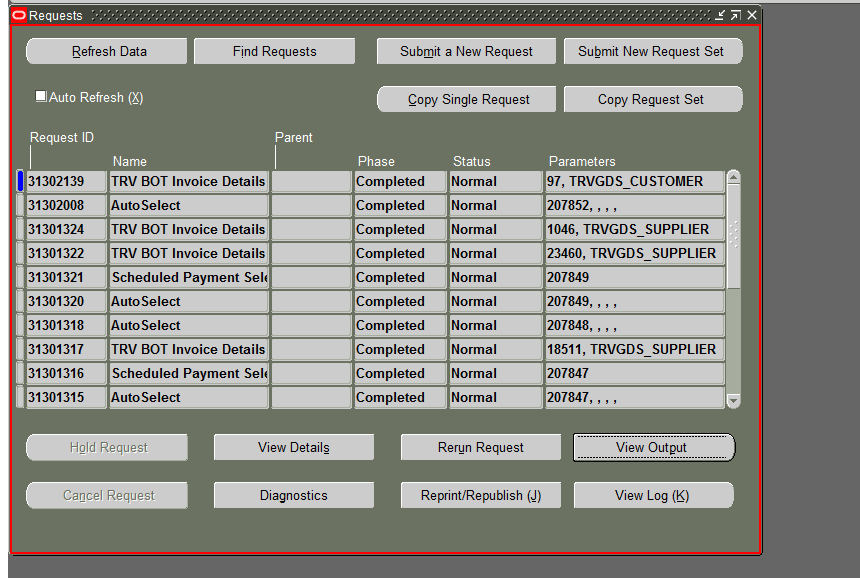 Requests
Refresh Data Find Requests Submit a New Request Submit New Request Set
Auto Refresh (X) Copy Single Request Copy Request Set
Request ID Parent
Name Phase Status Parameters
31302139 TRV BOT Invoice Details Completed Normal 97, TRVGDS_CUSTOMER
31302008 AutoSelect Completed Normal 207852, , , ,
31301324 TRV BOT Invoice Details Completed Normal 1046, TRVGDS_SUPPLIER
31301322 TRV BOT Invoice Details Completed Normal 23460, TRVGDS_SUPPLIER
31301321 Scheduled Payment Sele Completed Normal 207849
31301320 AutoSelect Completed Normal 207849, , , ,
31301318 AutoSelect Completed Normal 207848, , , ,
31301317 TRV BOT Invoice Details Completed Normal 18511, TRVGDS_SUPPLIER
31301316 Scheduled Payment Sele Completed Normal 207847
31301315 AutoSelect Completed Normal 207847, , , ,
Hold Request View Details Rerun Request View Output
Cancel Request Diagnostics Reprint/Republish (J) View Log (K)